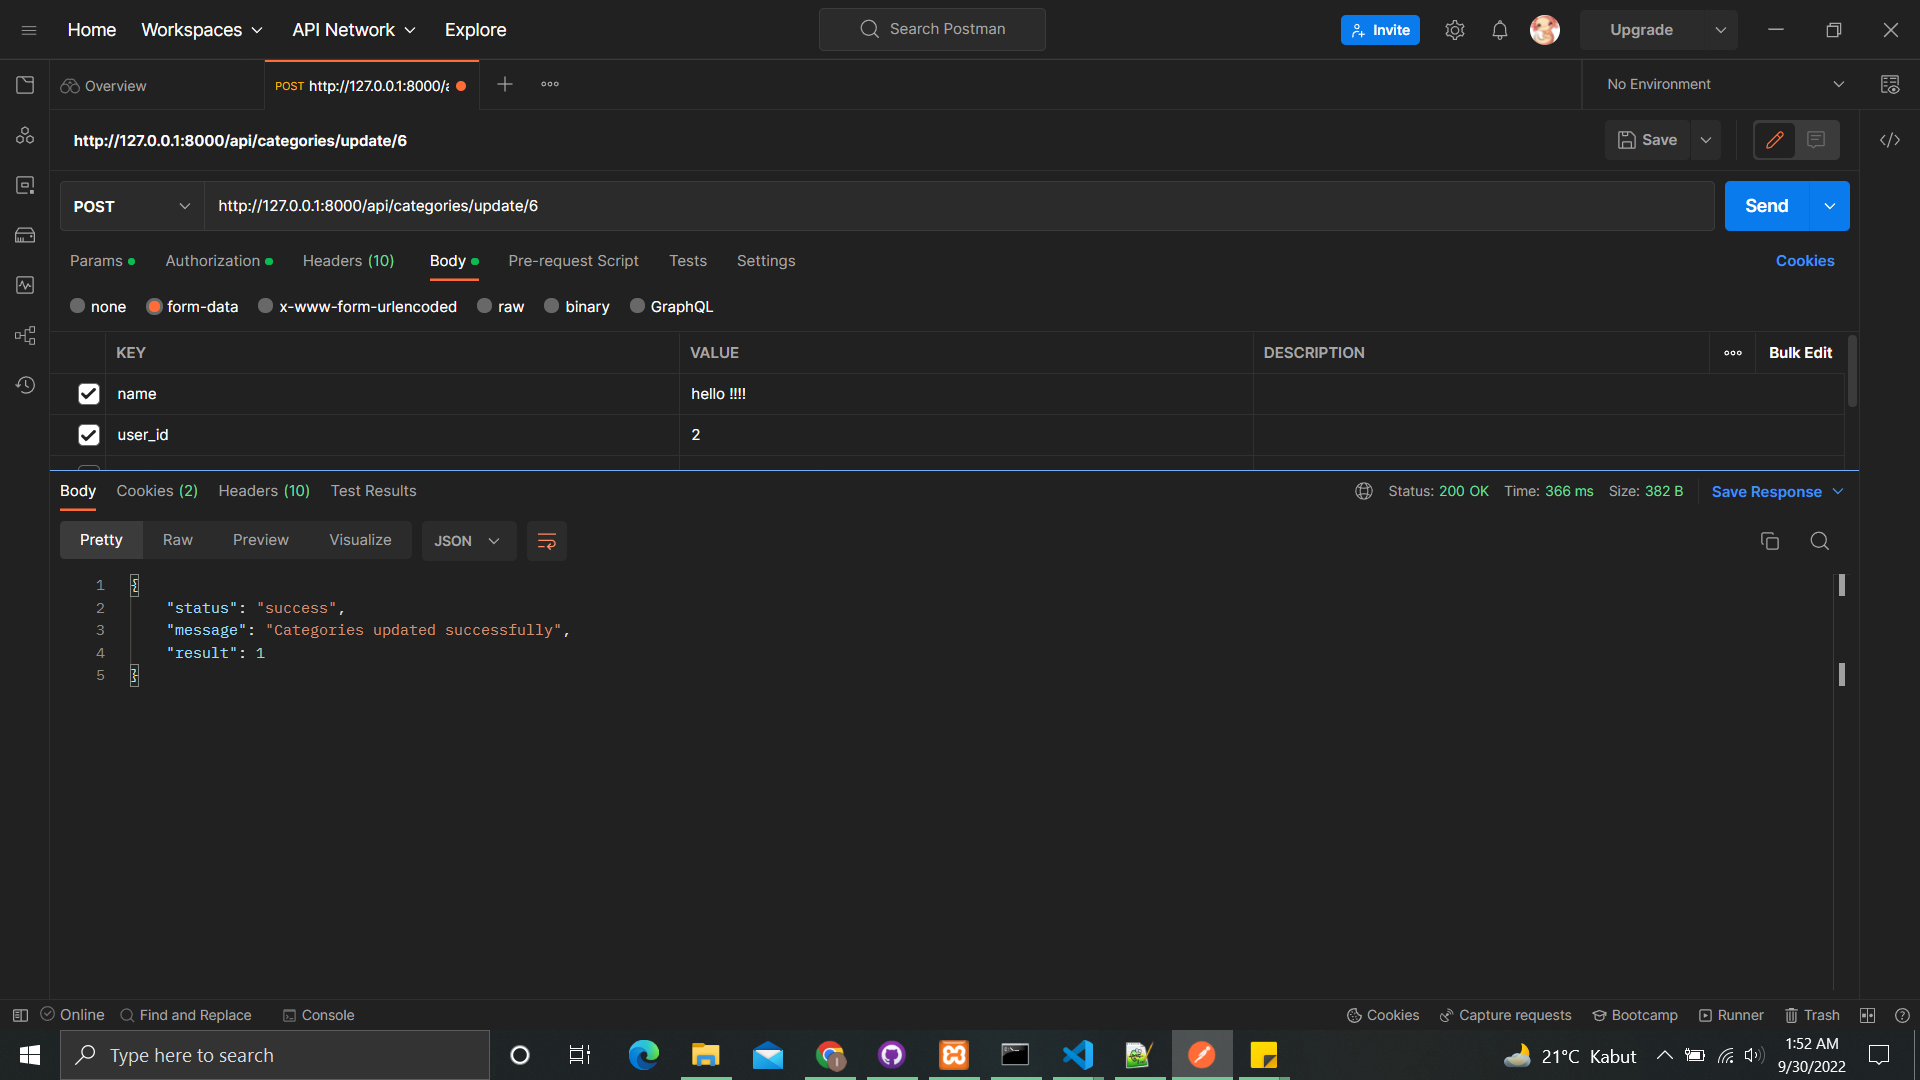 Home Workspaces API Network Explore Search Postman Invite Upgrade
Overview POST http://127.0.0.1:8000/a No Environment
http://127.0.0.1:8000/api/categories/update/6 Save
POST http://127.0.0.1:8000/api/categories/update/6 Send
Params Authorization Headers (10) Body Pre-request Script Tests Settings Cookies
none form-data x-www-form-urlencoded raw binary GraphQL
KEY VALUE DESCRIPTION Bulk Edit
name hello !!!!
user_id 2
Body Cookies (2) Headers (10) Test Results Status: 200 OK Time: 366 ms Size: 382 B Save Response
Pretty Raw Preview Visualize JSON
1 {
2 "status": "success",
3 "message": "Categories updated successfully",
4 "result": 1
5 }
Online Find and Replace Console Cookies Capture requests Bootcamp Runner Trash
Type here to search 21°C Kabut 1:52 AM
9/30/2022